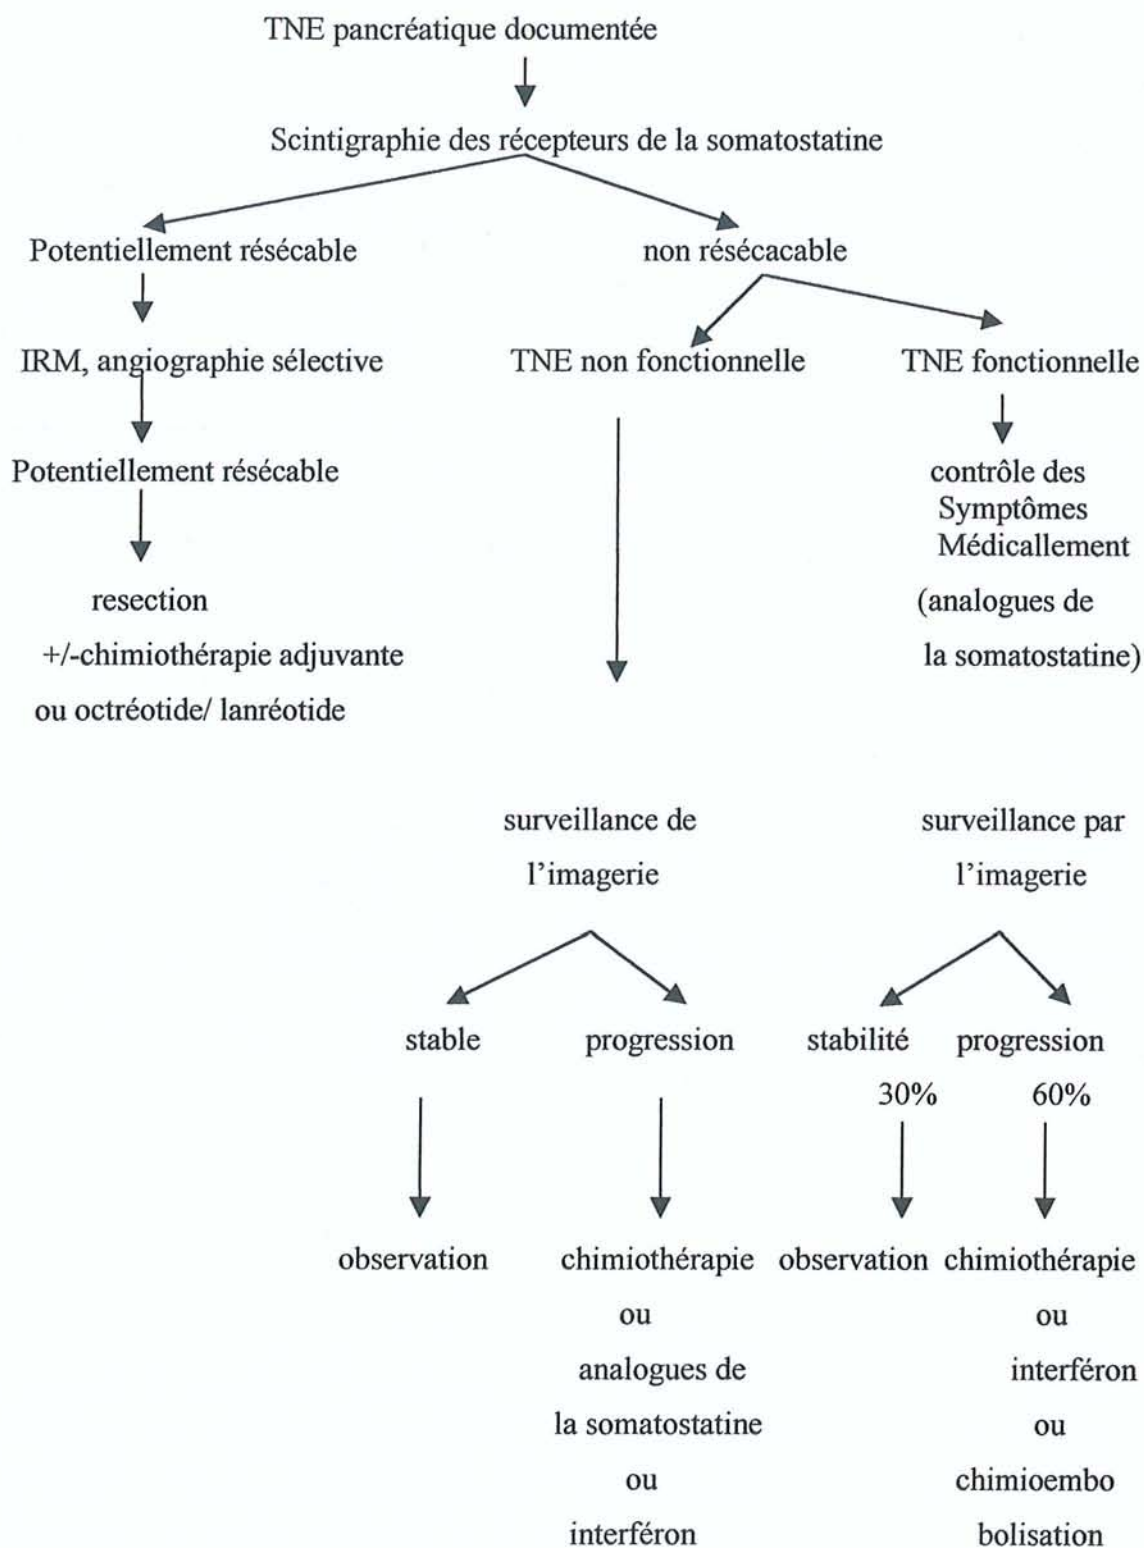 TNE pancréatique documentée
Scintigraphie des récepteurs de la somatostatine
Potentiellement résécable
non résécacable
IRM, angiographie sélective
TNE non fonctionnelle
TNE fonctionnelle
Potentiellement résécable
contrôle des
Symptômes
Médicallement
(analogues de
la somatostatine)
resection
+/-chimiothérapie adjuvante
ou octréotide/ lanréotide
surveillance de
l'imagerie
surveillance par
l'imagerie
stable
progression
stabilité
30%
progression
60%
observation
chimiothérapie
ou
analogues de
la somatostatine
ou
interféron
observation
chimiothérapie
ou
interféron
ou
chimioembo
bolisation